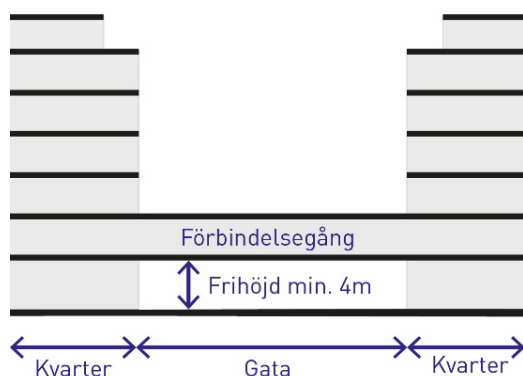 Förbindelsegång
Frihöjd min. 4m
Kvarter
Gata
Kvarter